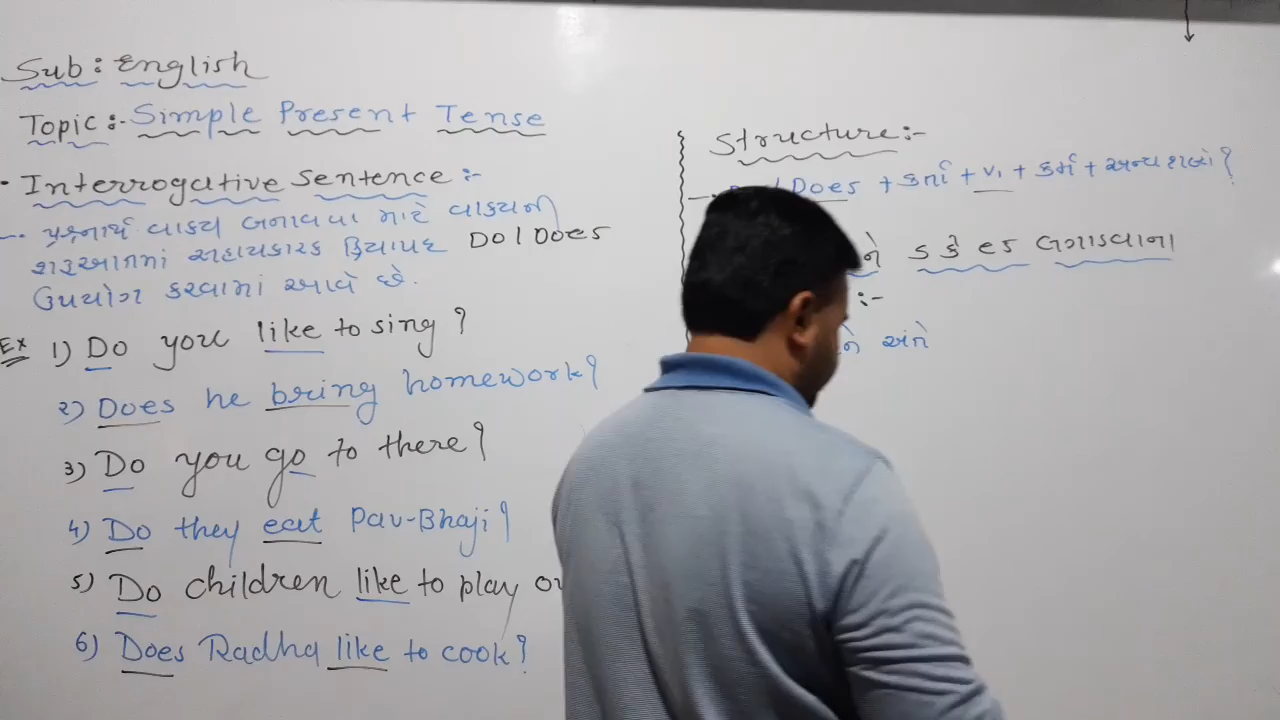 Sub: English
Topic:- Simple Present Tense
• Interrogative Sentence :-
→. પ્રશ્નાર્થ વાકય બનાવવા માટે વાકયની
શરૂઆતમાં સહાયકારક ક્રિયાપદ Do/Does
ઉપયોગ કરવામાં આવે છે.
Ex 1) Do you like to sing?
2) Does he bring homework?
3) Do you go to there?
4) Do they eat Pav-Bhaji?
5) Do children like to play
6) Does Radha like to cook?
Structure:-
Does + કર્તા + V1 + કર્મ + અન્ય શબ્દો?
ને s કે es લગાડવાના
:-
ને અંતે